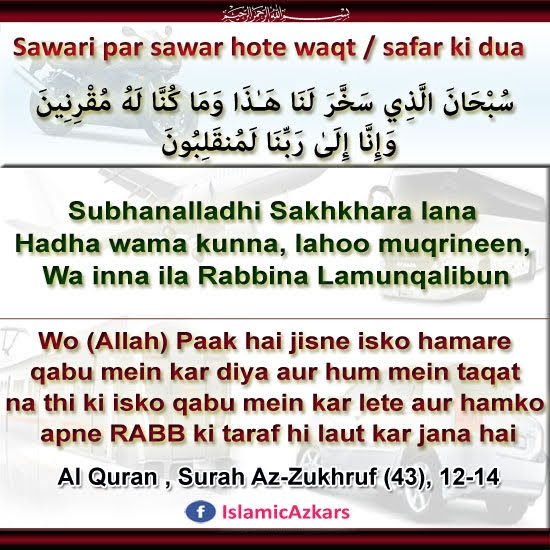 بسم الله الرحمن الرحيم
Sawari par sawar hote waqt / safar ki dua
سُبْحَانَ الَّذِي سَخَّرَ لَنَا هَـٰذَا وَمَا كُنَّا لَهُ مُقْرِنِينَ
وَإِنَّا إِلَىٰ رَبِّنَا لَمُنقَلِبُونَ
Subhanalladhi Sakhkhara lana
Hadha wama kunna, lahoo muqrineen,
Wa inna ila Rabbina Lamunqalibun
Wo (Allah) Paak hai jisne isko hamare
qabu mein kar diya aur hum mein taqat
na thi ki isko qabu mein kar lete aur hamko
apne RABB ki taraf hi laut kar jana hai
Al Quran , Surah Az-Zukhruf (43), 12-14
f IslamicAzkars